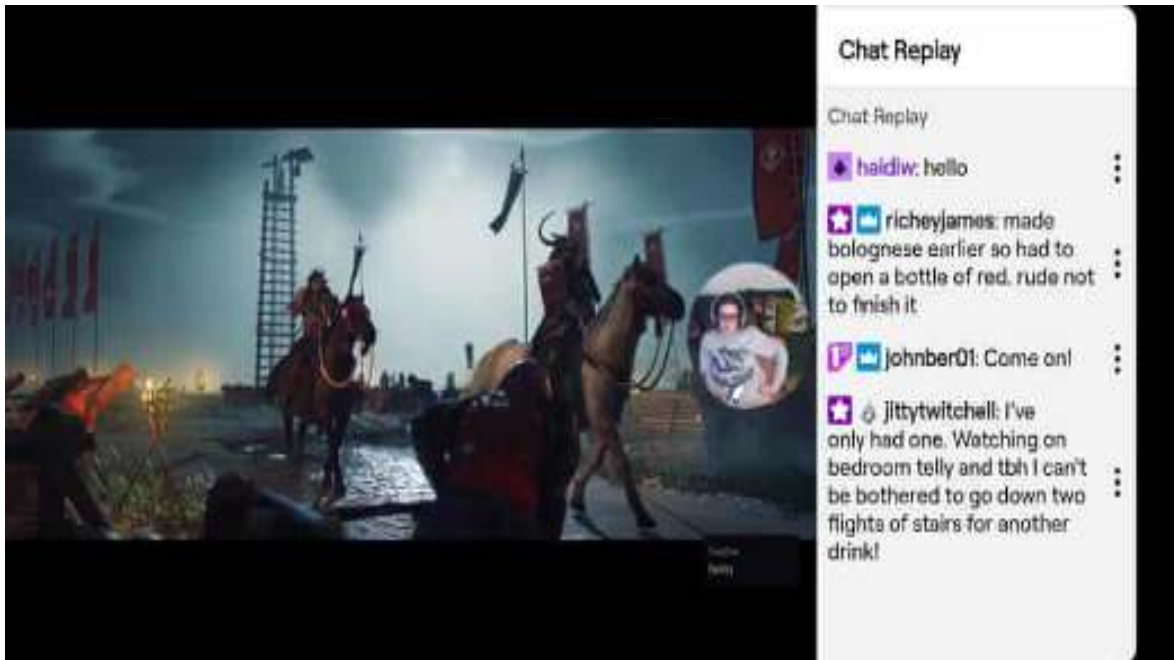 Chat Replay
Chat Replay
haidiw: hello
richeyjames: made
bolognese earlier so had to
open a bottle of red. rude not
to finish it
johnber01: Come on!
jittytwitchell: I've
only had one. Watching on
bedroom telly and tbh I can't
be bothered to go down two
flights of stairs for another
drink!